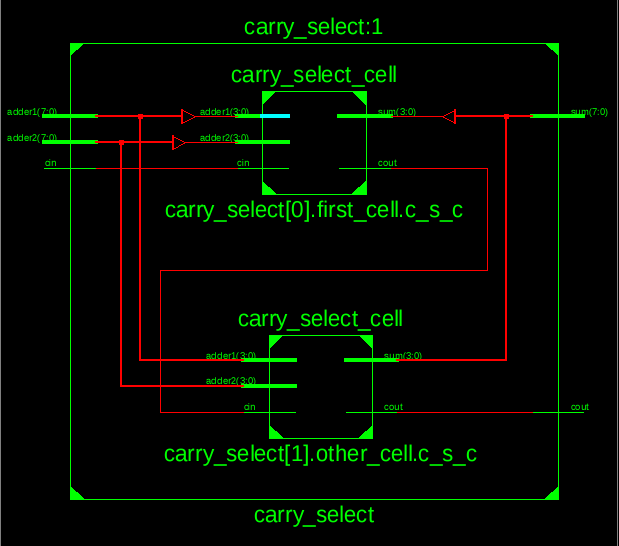 carry_select:1
carry_select_cell
adder1(7:0) adder1(3:0) sum(3:0) sum(7:0)
adder2(7:0) adder2(3:0)
cin cin cout
carry_select[0].first_cell.c_s_c
carry_select_cell
adder1(3:0) sum(3:0)
adder2(3:0)
cin cout cout
carry_select[1].other_cell.c_s_c
carry_select